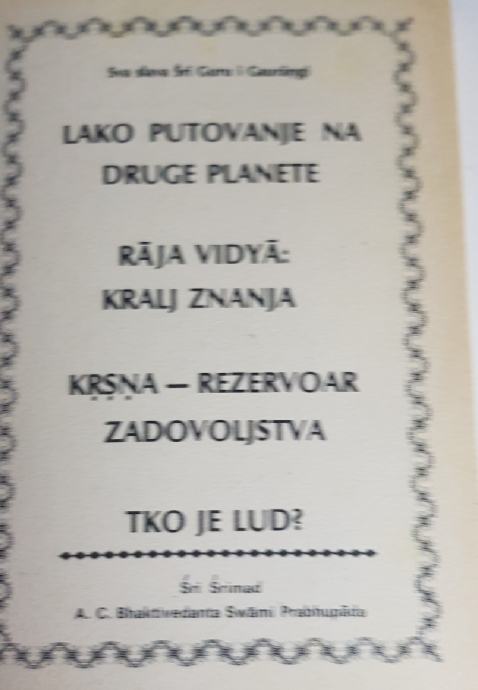 Sva slava Śrī Guru i Gaurāngi
LAKO PUTOVANJE NA
DRUGE PLANETE
RĀJA VIDYĀ:
KRALJ ZNANJA
KṚṢṆA — REZERVOAR
ZADOVOLJSTVA
TKO JE LUD?
Śrī Śrīmad
A. C. Bhaktivedanta Swāmī Prabhupāda